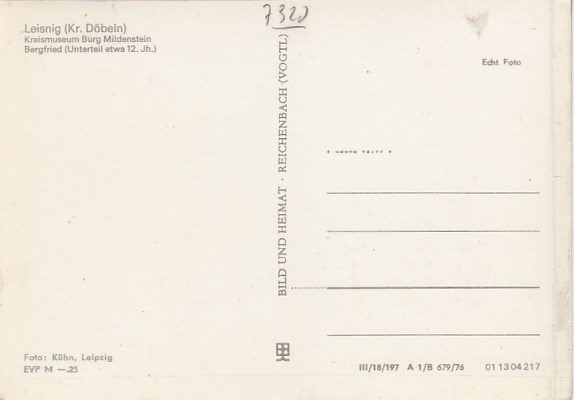 7320
Leisnig (Kr. Döbeln)
Kreismuseum Burg Mildenstein
Bergfried (Unterteil etwa 12. Jh.)
Echt Foto
BILD UND HEIMAT · REICHENBACH (VOGTL)
Foto: Kühn, Leipzig
EVP M —.25
III/18/197 A 1/B 679/76 01 13 04 217